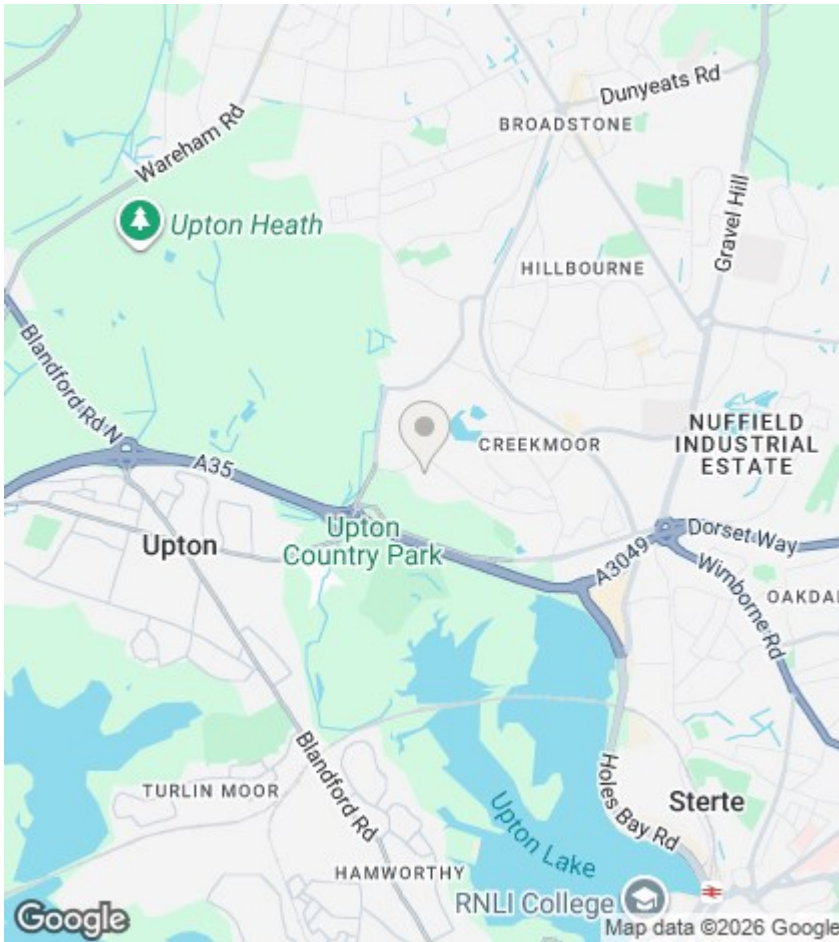 Dunyeats Rd
BROADSTONE
Wareham Rd
Upton Heath
Gravel Hill
HILLBOURNE
Blandford Rd N
NUFFIELD
INDUSTRIAL
ESTATE
CREEKMOOR
A35
Upton
Upton
Country Park
Dorset Way
A3049
Wimborne Rd
OAKDA
Blandford Rd
TURLIN MOOR
Holes Bay Rd
Sterte
Upton Lake
HAMWORTHY
RNLI College
Google
Map data ©2026 Google